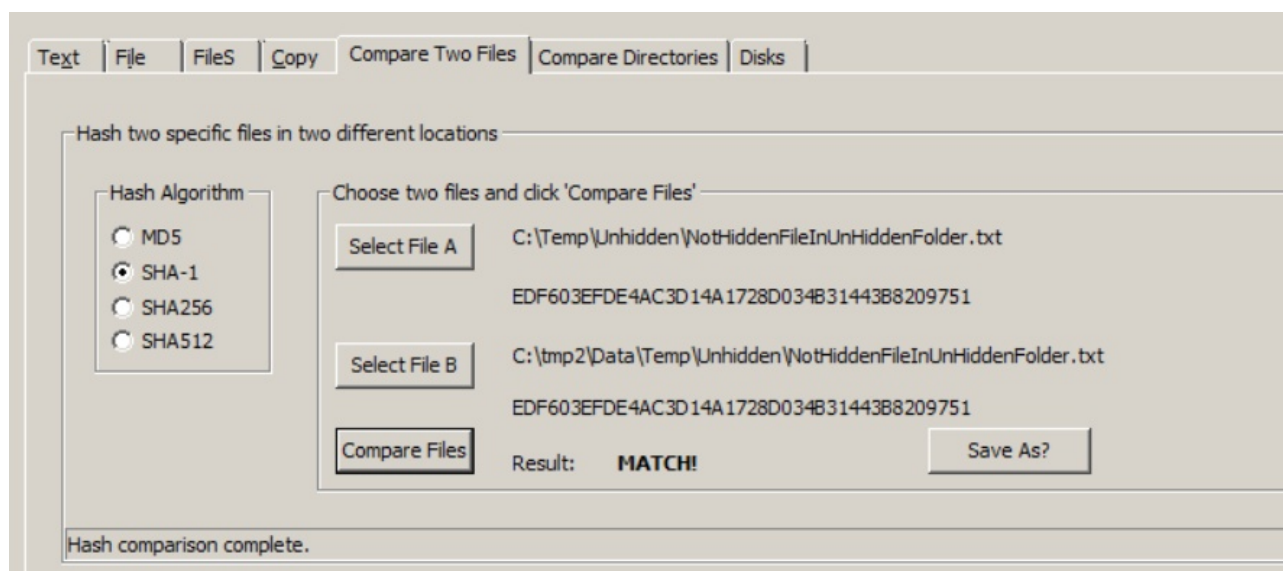 Text File FileS Copy Compare Two Files Compare Directories Disks
Hash two specific files in two different locations
Hash Algorithm
MD5
SHA-1
SHA256
SHA512
Choose two files and click 'Compare Files'
Select File A C:\Temp\Unhidden\NotHiddenFileInUnHiddenFolder.txt
EDF603EFDE4AC3D14A1728D034B31443B8209751
Select File B C:\tmp2\Data\Temp\Unhidden\NotHiddenFileInUnHiddenFolder.txt
EDF603EFDE4AC3D14A1728D034B31443B8209751
Compare Files Result: MATCH! Save As?
Hash comparison complete.